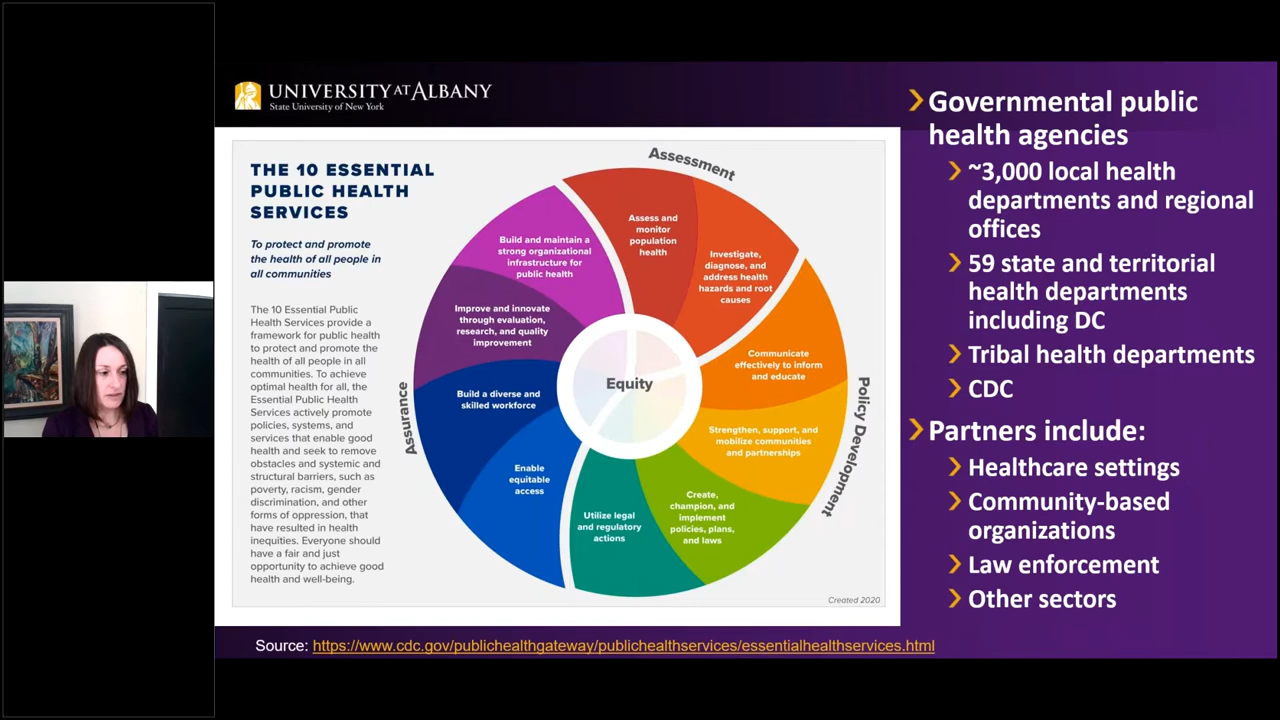 UNIVERSITY AT ALBANY
State University of New York
THE 10 ESSENTIAL
PUBLIC HEALTH
SERVICES
To protect and promote
the health of all people in
all communities
The 10 Essential Public
Health Services provide a
framework for public health
to protect and promote the
health of all people in all
communities. To achieve
optimal health for all, the
Essential Public Health
Services actively promote
policies, systems, and
services that enable good
health and seek to remove
obstacles and systemic and
structural barriers, such as
poverty, racism, gender
discrimination, and other
forms of oppression, that
have resulted in health
inequities. Everyone should
have a fair and just
opportunity to achieve good
health and well-being.
Assessment
Assess and
monitor
population
health
Investigate,
diagnose, and
address health
hazards and root
causes
Policy Development
Communicate
effectively to inform
and educate
Strengthen, support, and
mobilize communities
and partnerships
Create,
champion, and
implement
policies, plans,
and laws
Utilize legal
and regulatory
actions
Assurance
Enable
equitable
access
Build a diverse and
skilled workforce
Improve and innovate
through evaluation,
research, and quality
improvement
Build and maintain a
strong organizational
infrastructure for
public health
Equity
Created 2020
Governmental public
health agencies
~3,000 local health
departments and regional
offices
59 state and territorial
health departments
including DC
Tribal health departments
CDC
Partners include:
Healthcare settings
Community-based
organizations
Law enforcement
Other sectors
Source: https://www.cdc.gov/publichealthgateway/publichealthservices/essentialhealthservices.html